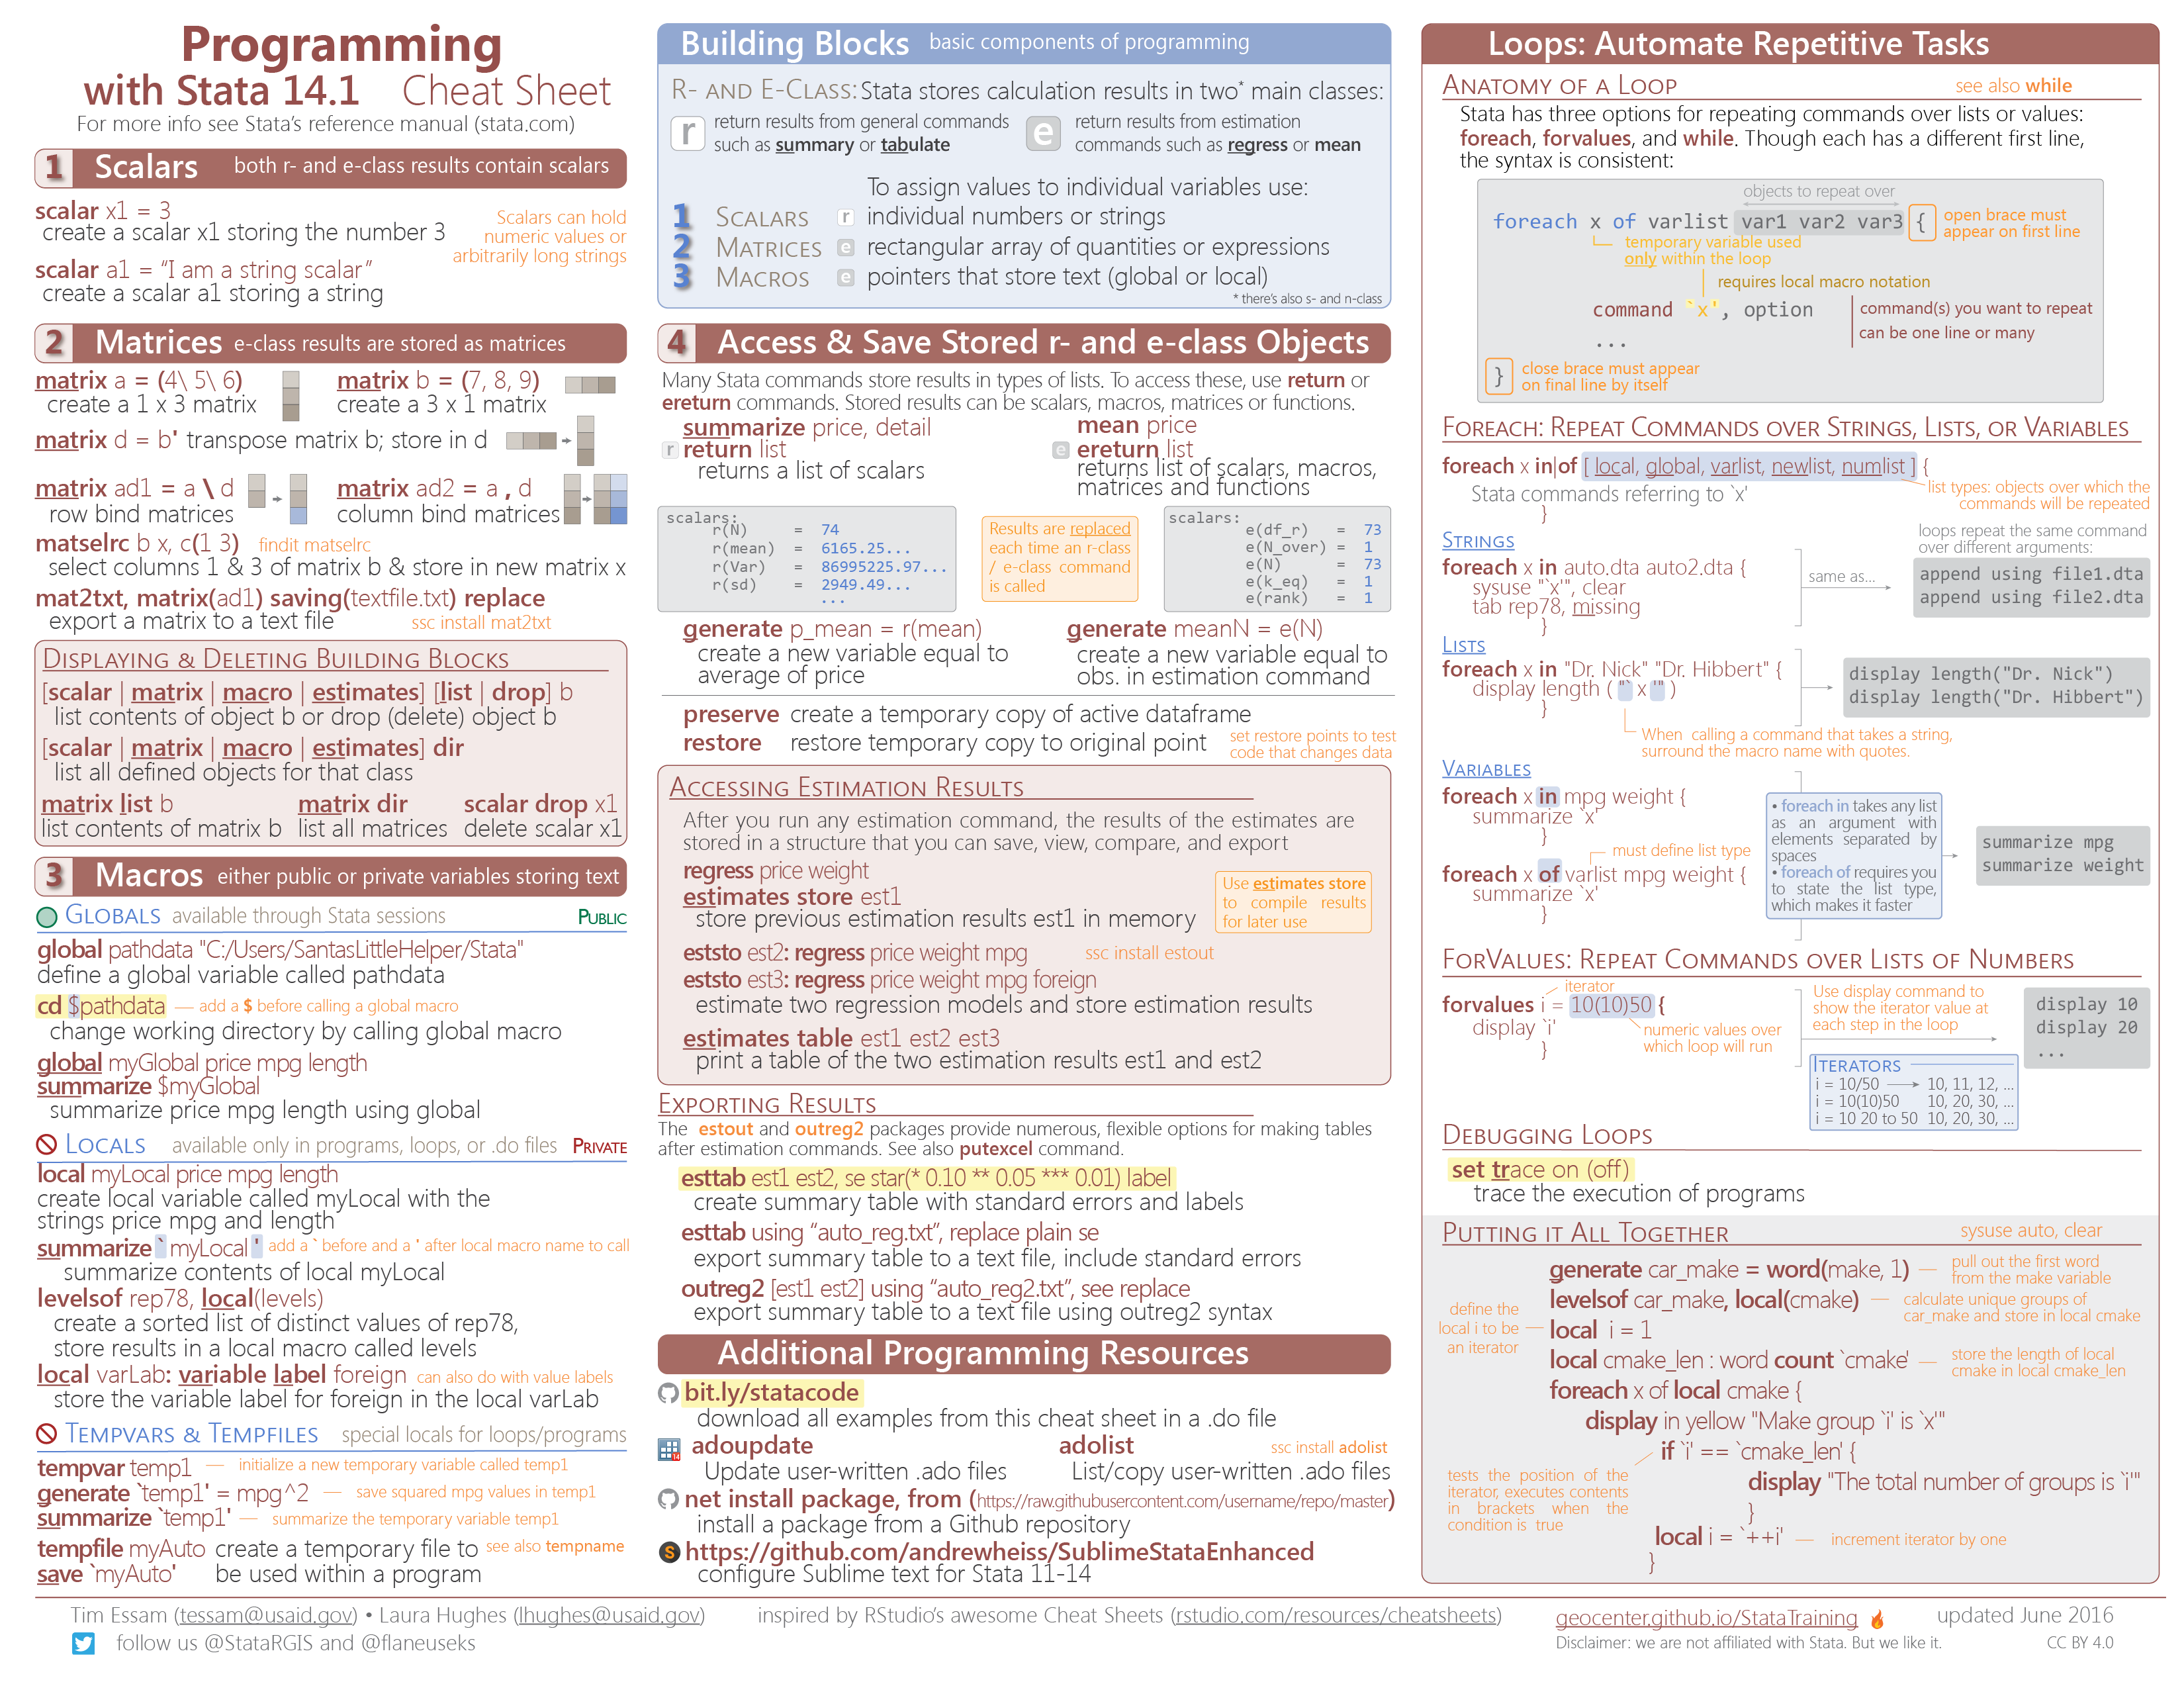 Programming
with Stata 14.1 Cheat Sheet
For more info see Stata's reference manual (stata.com)
1 Scalars both r- and e-class results contain scalars
scalar x1 = 3
create a scalar x1 storing the number 3
Scalars can hold
numeric values or
arbitrarily long strings
scalar a1 = “I am a string scalar”
create a scalar a1 storing a string
2 Matrices e-class results are stored as matrices
matrix a = (4\ 5\ 6)
create a 1 x 3 matrix
matrix b = (7, 8, 9)
create a 3 x 1 matrix
matrix d = b' transpose matrix b; store in d
matrix ad1 = a \ d
row bind matrices
matrix ad2 = a , d
column bind matrices
matselrc b x, c(1 3) findit matselrc
select columns 1 & 3 of matrix b & store in new matrix x
mat2txt, matrix(ad1) saving(textfile.txt) replace
export a matrix to a text file ssc install mat2txt
Displaying & Deleting Building Blocks
[scalar | matrix | macro | estimates] [list | drop] b
list contents of object b or drop (delete) object b
[scalar | matrix | macro | estimates] dir
list all defined objects for that class
matrix list b
list contents of matrix b
matrix dir
list all matrices
scalar drop x1
delete scalar x1
3 Macros either public or private variables storing text
Globals available through Stata sessions Public
global pathdata "C:/Users/SantasLittleHelper/Stata"
define a global variable called pathdata
cd $pathdata add a $ before calling a global macro
change working directory by calling global macro
global myGlobal price mpg length
summarize $myGlobal
summarize price mpg length using global
Locals available only in programs, loops, or .do files Private
local myLocal price mpg length
create local variable called myLocal with the
strings price mpg and length
summarize `myLocal' add a ` before and a ' after local macro name to call
summarize contents of local myLocal
levelsof rep78, local(levels)
create a sorted list of distinct values of rep78,
store results in a local macro called levels
local varLab: variable label foreign can also do with value labels
store the variable label for foreign in the local varLab
Tempvars & Tempfiles special locals for loops/programs
tempvar temp1 initialize a new temporary variable called temp1
generate `temp1' = mpg^2 save squared mpg values in temp1
summarize `temp1' summarize the temporary variable temp1
tempfile myAuto create a temporary file to see also tempname
save `myAuto' be used within a program
Building Blocks basic components of programming
R- and E-Class: Stata stores calculation results in two* main classes:
r return results from general commands
such as summary or tabulate
e return results from estimation
commands such as regress or mean
To assign values to individual variables use:
1 Scalars r individual numbers or strings
2 Matrices e rectangular array of quantities or expressions
3 Macros e pointers that store text (global or local)
* there's also s- and n-class
4 Access & Save Stored r- and e-class Objects
Many Stata commands store results in types of lists. To access these, use return or
ereturn commands. Stored results can be scalars, macros, matrices or functions.
summarize price, detail
r return list
returns a list of scalars
mean price
e ereturn list
returns list of scalars, macros,
matrices and functions
scalars:
r(N) = 74
r(mean) = 6165.25...
r(Var) = 86995225.97...
r(sd) = 2949.49...
...
Results are replaced
each time an r-class
/ e-class command
is called
scalars:
e(df_r) = 73
e(N_over) = 1
e(N) = 73
e(k_eq) = 1
e(rank) = 1
generate p_mean = r(mean)
create a new variable equal to
average of price
generate meanN = e(N)
create a new variable equal to
obs. in estimation command
preserve create a temporary copy of active dataframe
restore restore temporary copy to original point
set restore points to test
code that changes data
Accessing Estimation Results
After you run any estimation command, the results of the estimates are
stored in a structure that you can save, view, compare, and export
regress price weight
estimates store est1
store previous estimation results est1 in memory
Use estimates store
to compile results
for later use
eststo est2: regress price weight mpg ssc install estout
eststo est3: regress price weight mpg foreign
estimate two regression models and store estimation results
estimates table est1 est2 est3
print a table of the two estimation results est1 and est2
Exporting Results
The estout and outreg2 packages provide numerous, flexible options for making tables
after estimation commands. See also putexcel command.
esttab est1 est2, se star(* 0.10 ** 0.05 *** 0.01) label
create summary table with standard errors and labels
esttab using “auto_reg.txt”, replace plain se
export summary table to a text file, include standard errors
outreg2 [est1 est2] using “auto_reg2.txt”, see replace
export summary table to a text file using outreg2 syntax
Additional Programming Resources
bit.ly/statacode
download all examples from this cheat sheet in a .do file
adoupdate
Update user-written .ado files
adolist ssc install adolist
List/copy user-written .ado files
net install package, from (https://raw.githubusercontent.com/username/repo/master)
install a package from a Github repository
https://github.com/andrewheiss/SublimeStataEnhanced
configure Sublime text for Stata 11-14
Loops: Automate Repetitive Tasks
Anatomy of a Loop see also while
Stata has three options for repeating commands over lists or values:
foreach, forvalues, and while. Though each has a different first line,
the syntax is consistent:
objects to repeat over
foreach x of varlist var1 var2 var3 {
open brace must
appear on first line
temporary variable used
only within the loop
requires local macro notation
command `x', option
command(s) you want to repeat
can be one line or many
...
}
close brace must appear
on final line by itself
Foreach: Repeat Commands over Strings, Lists, or Variables
foreach x in|of [ local, global, varlist, newlist, numlist ] {
Stata commands referring to `x'
}
list types: objects over which the
commands will be repeated
Strings
foreach x in auto.dta auto2.dta {
sysuse "`x'", clear
tab rep78, missing
}
same as...
loops repeat the same command
over different arguments:
append using file1.dta
append using file2.dta
Lists
foreach x in "Dr. Nick" "Dr. Hibbert" {
display length ( "` x '" )
}
display length("Dr. Nick")
display length("Dr. Hibbert")
When calling a command that takes a string,
surround the macro name with quotes.
Variables
foreach x in mpg weight {
summarize `x'
}
must define list type
foreach x of varlist mpg weight {
summarize `x'
}
• foreach in takes any list
as an argument with
elements separated by
spaces
• foreach of requires you
to state the list type,
which makes it faster
summarize mpg
summarize weight
ForValues: Repeat Commands over Lists of Numbers
iterator
forvalues i = 10(10)50 {
display `i'
}
numeric values over
which loop will run
Use display command to
show the iterator value at
each step in the loop
display 10
display 20
...
Iterators
i = 10/50 10, 11, 12, ...
i = 10(10)50 10, 20, 30, ...
i = 10 20 to 50 10, 20, 30, ...
Debugging Loops
set trace on (off)
trace the execution of programs
Putting it All Together sysuse auto, clear
generate car_make = word(make, 1)
pull out the first word
from the make variable
levelsof car_make, local(cmake)
calculate unique groups of
car_make and store in local cmake
define the
local i to be
an iterator
local i = 1
local cmake_len : word count `cmake'
store the length of local
cmake in local cmake_len
foreach x of local cmake {
display in yellow "Make group `i' is `x'"
if `i' == `cmake_len' {
tests the position of the
iterator, executes contents
in brackets when the
condition is true
display "The total number of groups is `i'"
}
local i = `++i' increment iterator by one
}
Tim Essam (tessam@usaid.gov) • Laura Hughes (lhughes@usaid.gov)
follow us @StataRGIS and @flaneuseks
inspired by RStudio's awesome Cheat Sheets (rstudio.com/resources/cheatsheets)
geocenter.github.io/StataTraining updated June 2016
Disclaimer: we are not affiliated with Stata. But we like it. CC BY 4.0